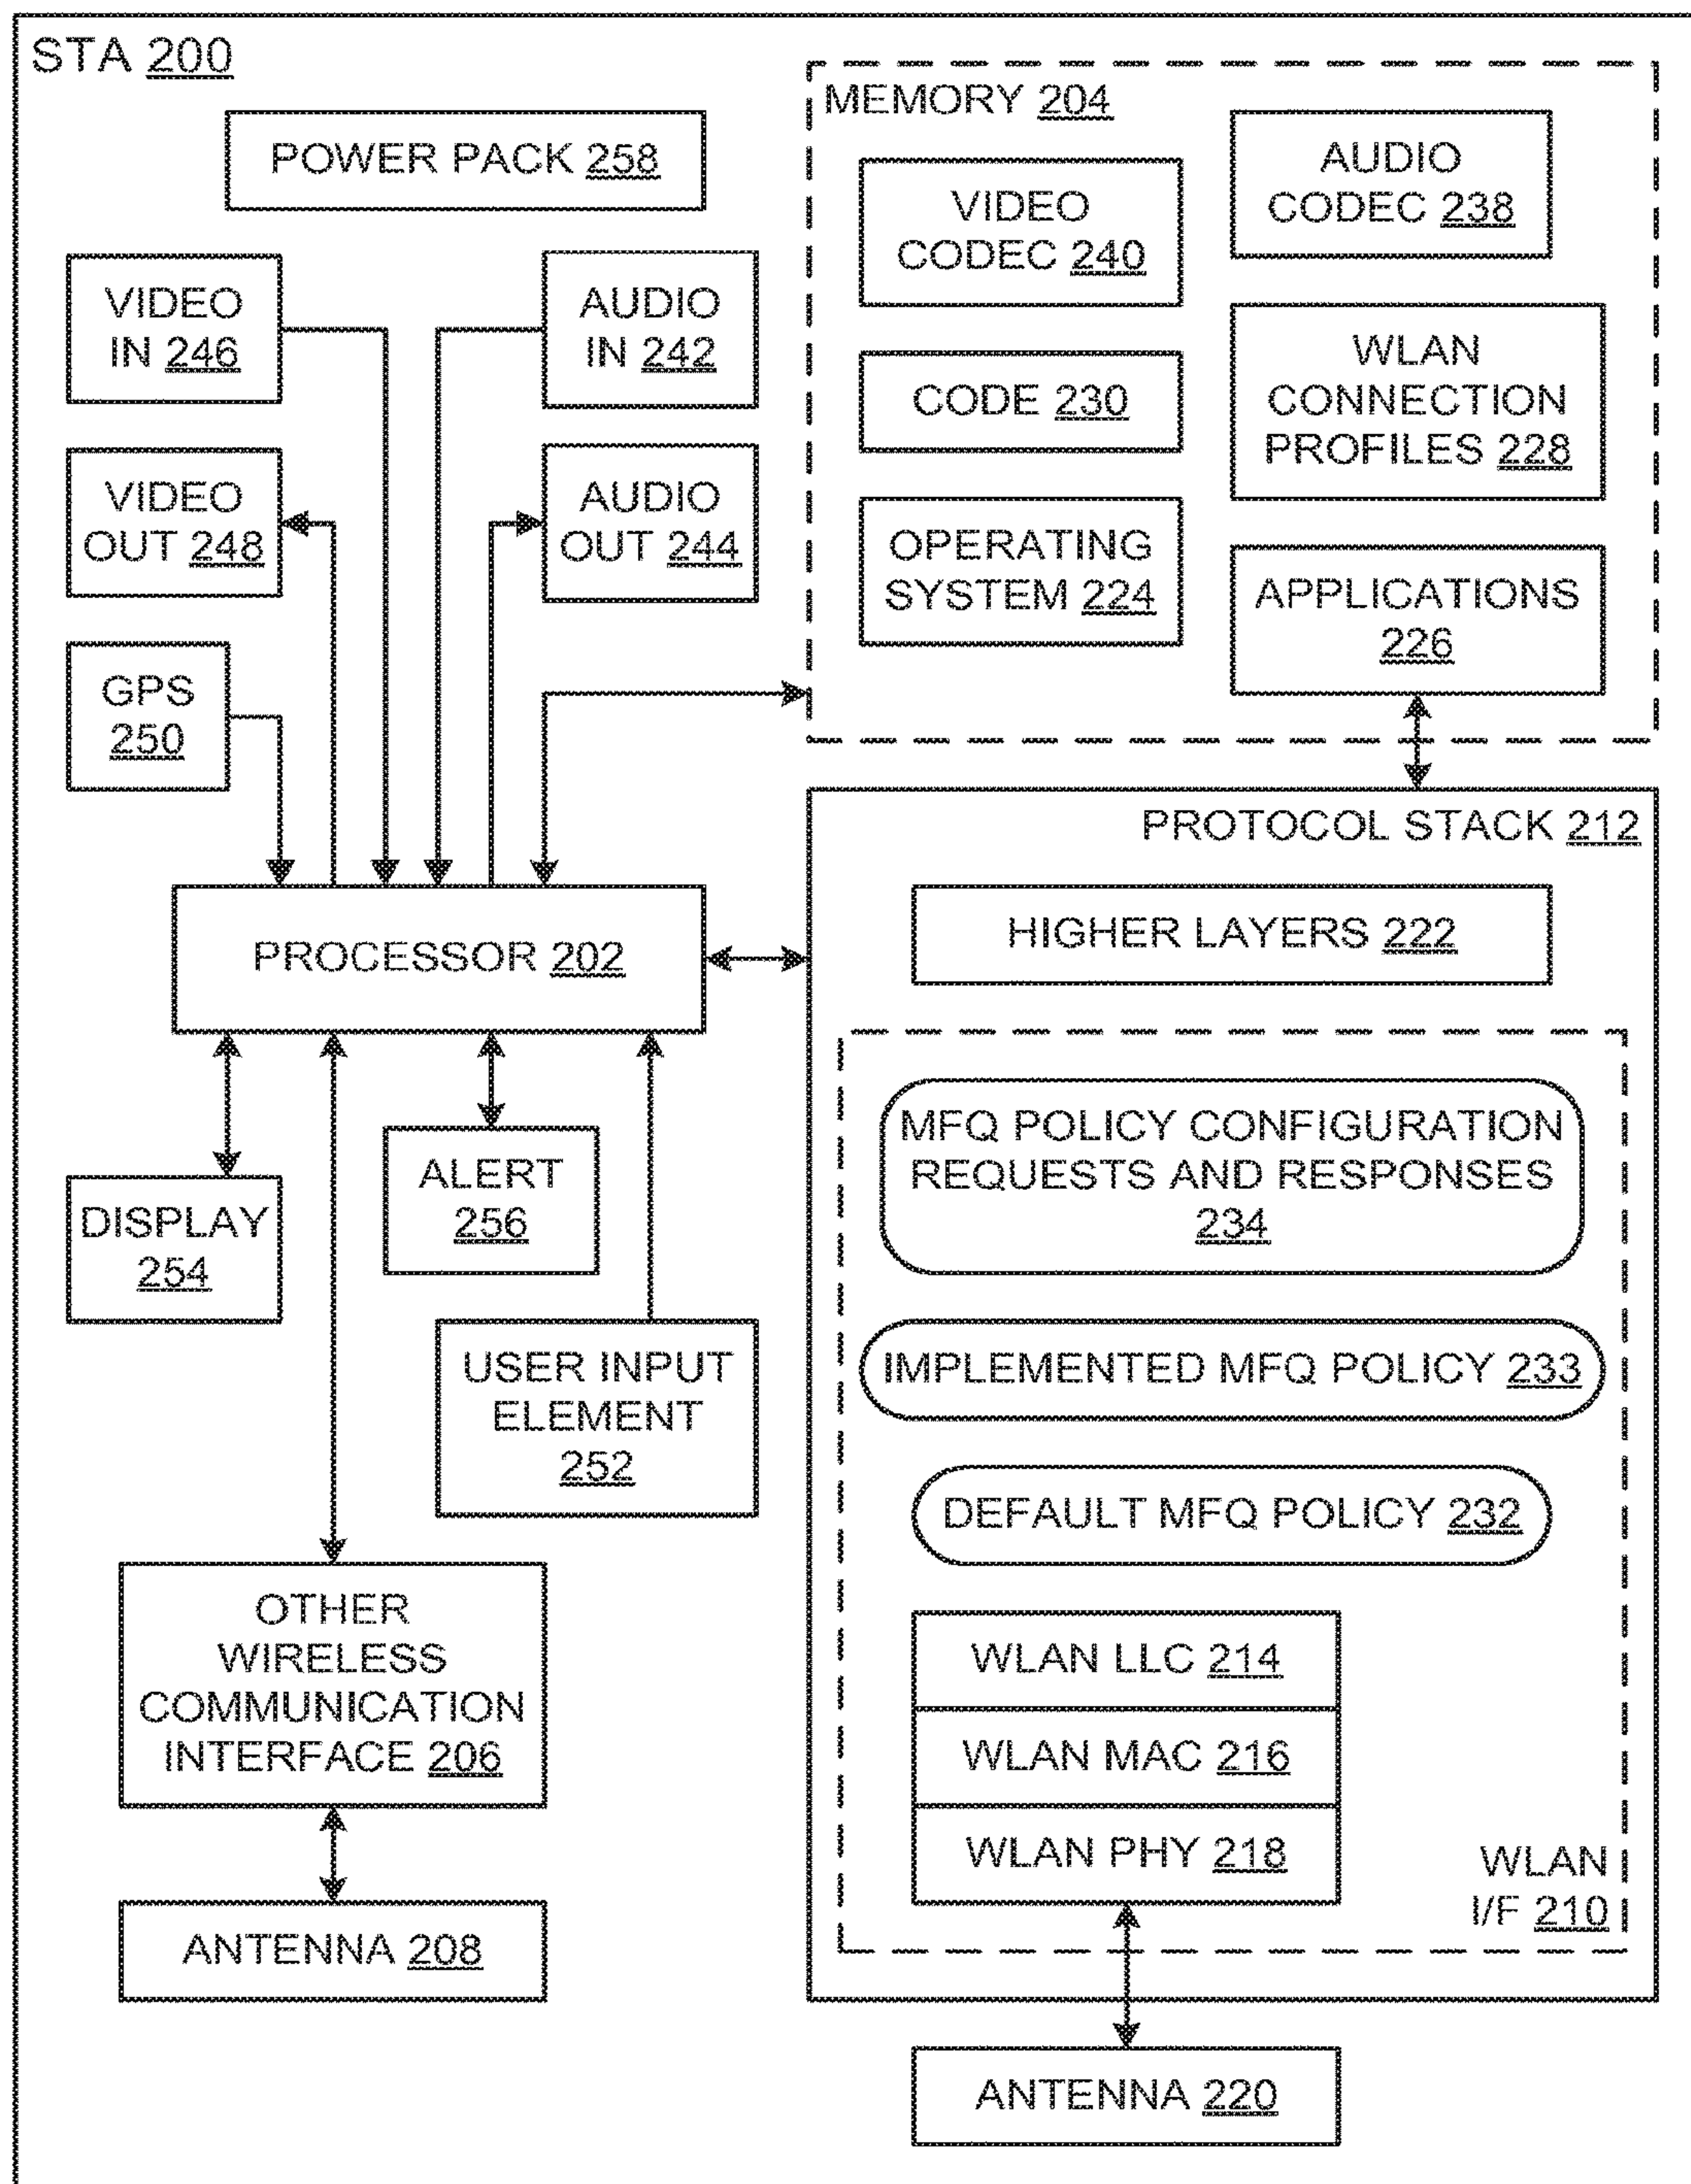 STA 200
POWER PACK 258
VIDEO
IN 246
AUDIO
IN 242
VIDEO
OUT 248
AUDIO
OUT 244
GPS
250
MEMORY 204
VIDEO
CODEC 240
AUDIO
CODEC 238
CODE 230
WLAN
CONNECTION
PROFILES 228
OPERATING
SYSTEM 224
APPLICATIONS
226
PROCESSOR 202
DISPLAY
254
ALERT
256
USER INPUT
ELEMENT
252
OTHER
WIRELESS
COMMUNICATION
INTERFACE 206
ANTENNA 208
PROTOCOL STACK 212
HIGHER LAYERS 222
MFQ POLICY CONFIGURATION
REQUESTS AND RESPONSES
234
IMPLEMENTED MFQ POLICY 233
DEFAULT MFQ POLICY 232
WLAN LLC 214
WLAN MAC 216
WLAN PHY 218
WLAN
I/F 210
ANTENNA 220